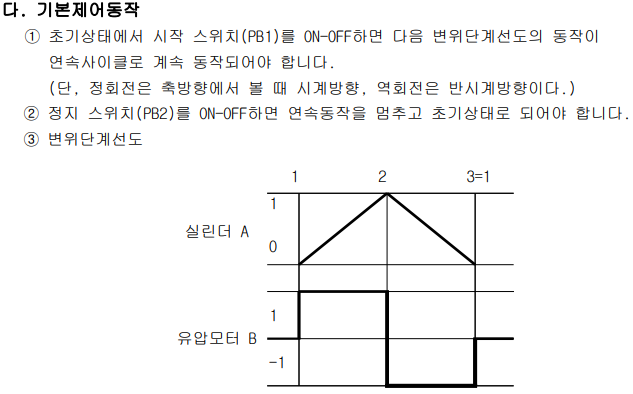 다. 기본제어동작
① 초기상태에서 시작 스위치(PB1)를 ON-OFF하면 다음 변위단계선도의 동작이
연속사이클로 계속 동작되어야 합니다.
(단, 정회전은 축방향에서 볼 때 시계방향, 역회전은 반시계방향이다.)
② 정지 스위치(PB2)를 ON-OFF하면 연속동작을 멈추고 초기상태로 되어야 합니다.
③ 변위단계선도
1 2 3=1
1
실린더 A
0
1
유압모터 B
-1